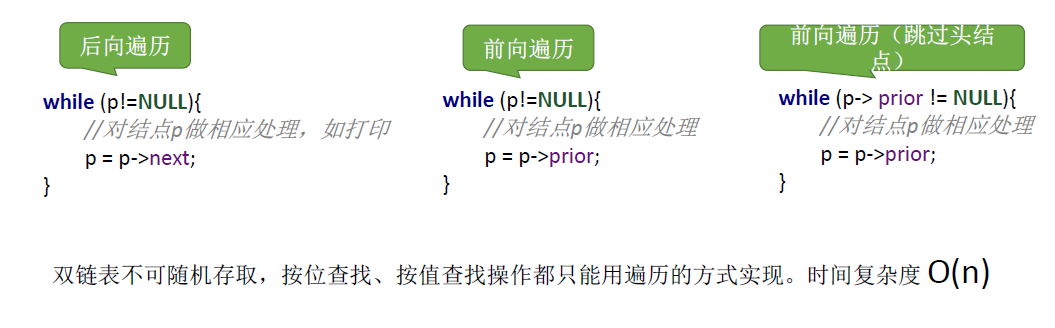 后向遍历
while (p!=NULL){
//对结点p做相应处理，如打印
p = p->next;
}
前向遍历
while (p!=NULL){
//对结点p做相应处理
p = p->prior;
}
前向遍历（跳过头结
点）
while (p-> prior != NULL){
//对结点p做相应处理
p = p->prior;
}
双链表不可随机存取，按位查找、按值查找操作都只能用遍历的方式实现。时间复杂度 O(n)